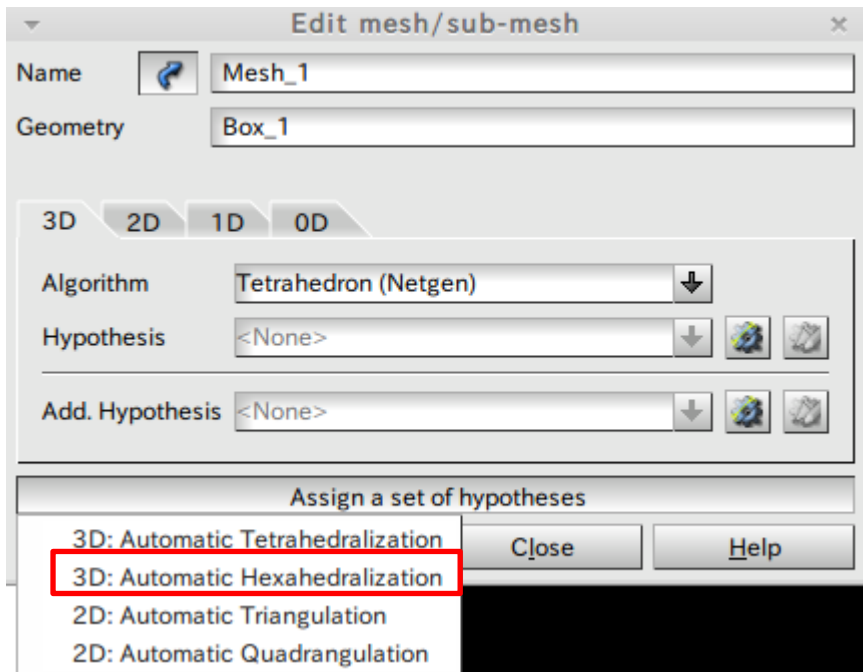 Edit mesh/sub-mesh
Name Mesh_1
Geometry Box_1
3D 2D 1D 0D
Algorithm Tetrahedron (Netgen)
Hypothesis <None>
Add. Hypothesis <None>
Assign a set of hypotheses
3D: Automatic Tetrahedralization
Close Help
3D: Automatic Hexahedralization
2D: Automatic Triangulation
2D: Automatic Quadrangulation